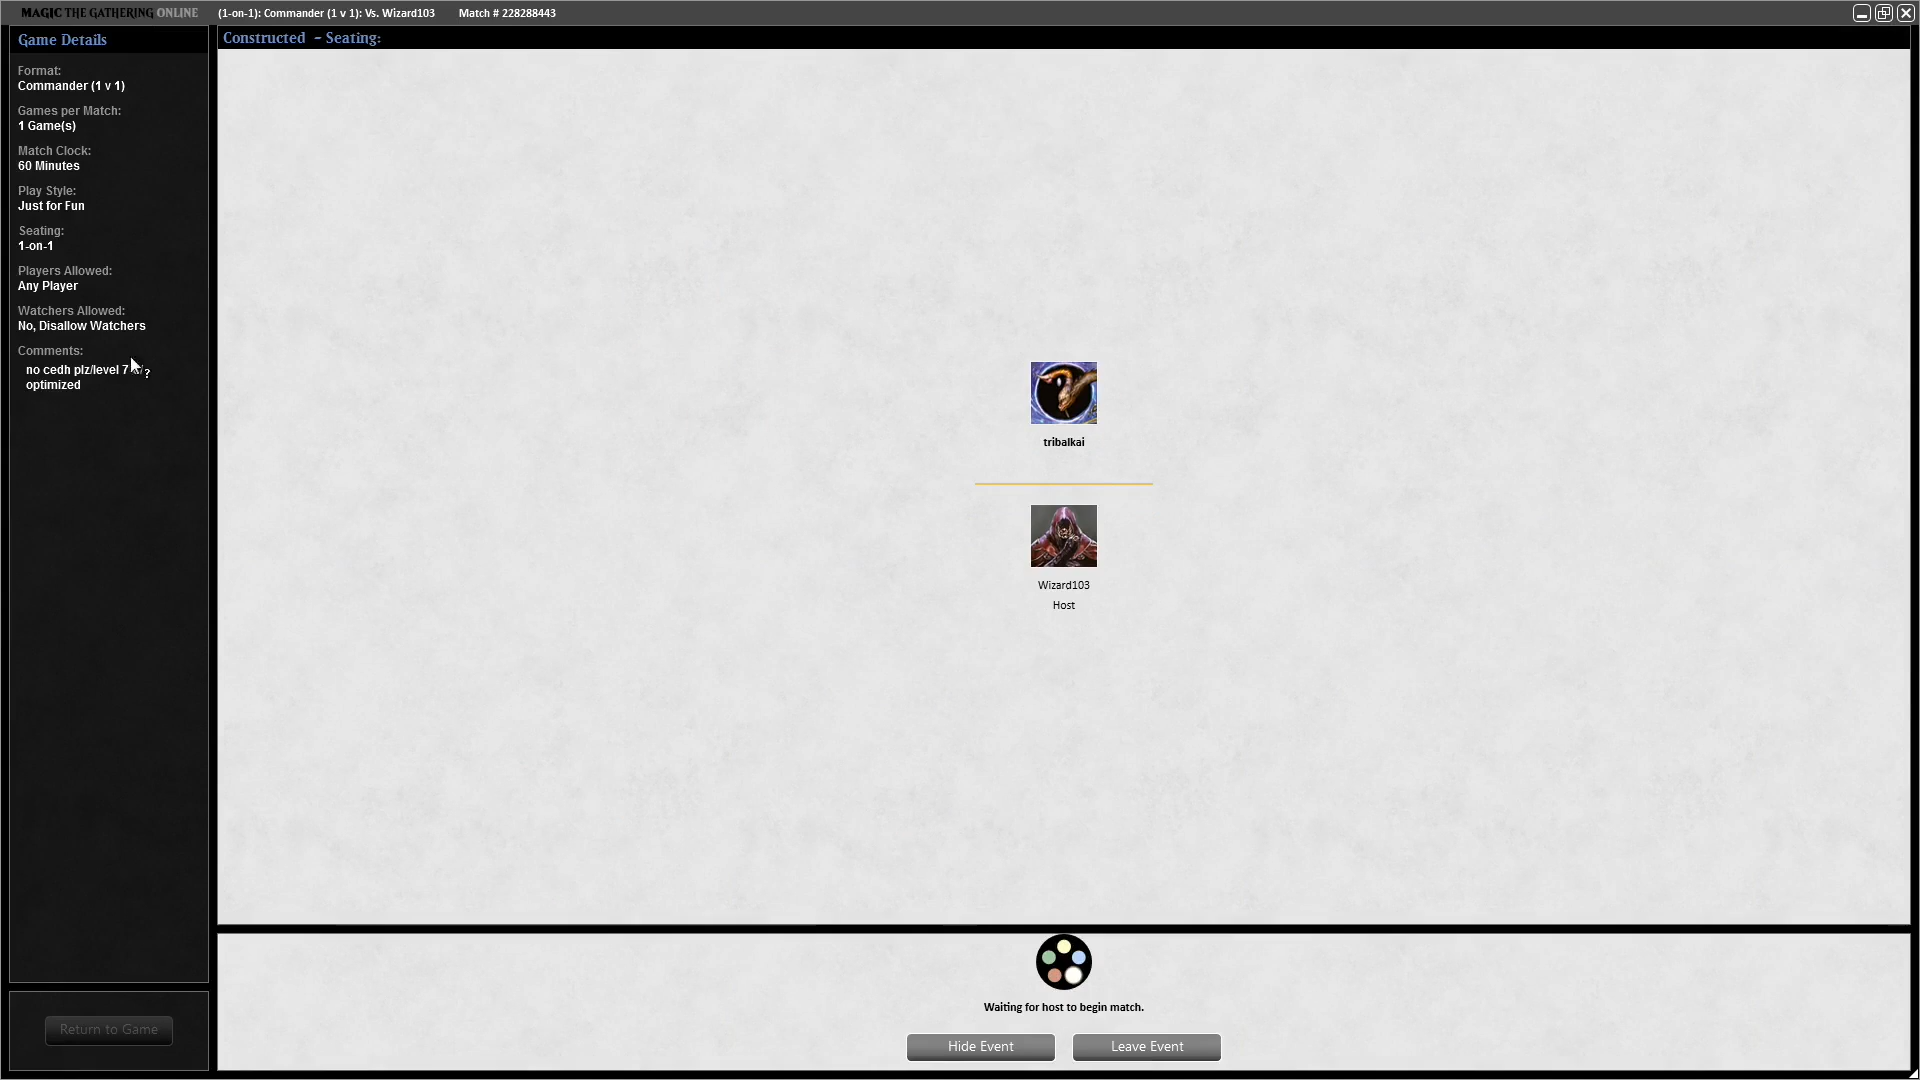 MAGIC THE GATHERING ONLINE
(1-on-1): Commander (1 v 1): Vs. Wizard103 Match # 228288443
Game Details
Format:
Commander (1 v 1)
Games per Match:
1 Game(s)
Match Clock:
60 Minutes
Play Style:
Just for Fun
Seating:
1-on-1
Players Allowed:
Any Player
Watchers Allowed:
No, Disallow Watchers
Comments:
no cedh plz/level 7
optimized
Return to Game
Constructed - Seating:
tribalkai
Wizard103
Host
Waiting for host to begin match.
Hide Event Leave Event